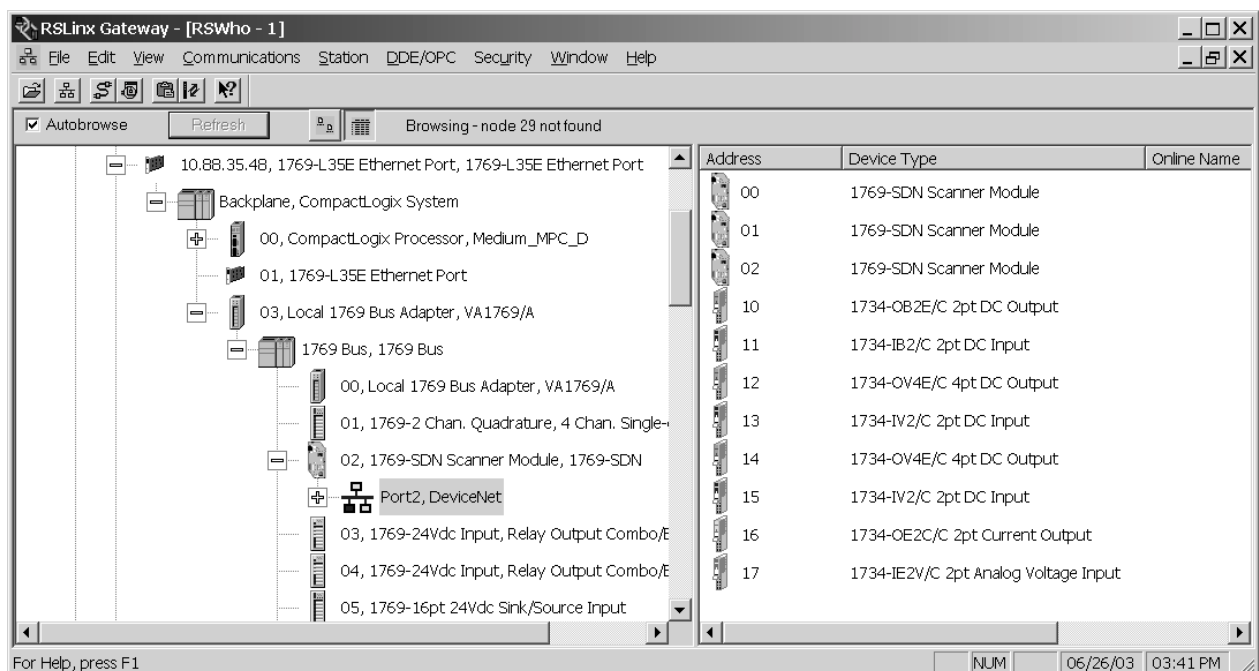 RSLinx Gateway - [RSWho - 1]
File Edit View Communications Station DDE/OPC Security Window Help
Autobrowse Refresh Browsing - node 29 not found
10.88.35.48, 1769-L35E Ethernet Port, 1769-L35E Ethernet Port
Backplane, CompactLogix System
00, CompactLogix Processor, Medium_MPC_D
01, 1769-L35E Ethernet Port
03, Local 1769 Bus Adapter, VA1769/A
1769 Bus, 1769 Bus
00, Local 1769 Bus Adapter, VA1769/A
01, 1769-2 Chan. Quadrature, 4 Chan. Single-
02, 1769-SDN Scanner Module, 1769-SDN
Port2, DeviceNet
03, 1769-24Vdc Input, Relay Output Combo/
04, 1769-24Vdc Input, Relay Output Combo/
05, 1769-16pt 24Vdc Sink/Source Input
Address Device Type Online Name
00 1769-SDN Scanner Module
01 1769-SDN Scanner Module
02 1769-SDN Scanner Module
10 1734-OB2E/C 2pt DC Output
11 1734-IB2/C 2pt DC Input
12 1734-OV4E/C 4pt DC Output
13 1734-IV2/C 2pt DC Input
14 1734-OV4E/C 4pt DC Output
15 1734-IV2/C 2pt DC Input
16 1734-OE2C/C 2pt Current Output
17 1734-IE2V/C 2pt Analog Voltage Input
For Help, press F1 NUM 06/26/03 03:41 PM